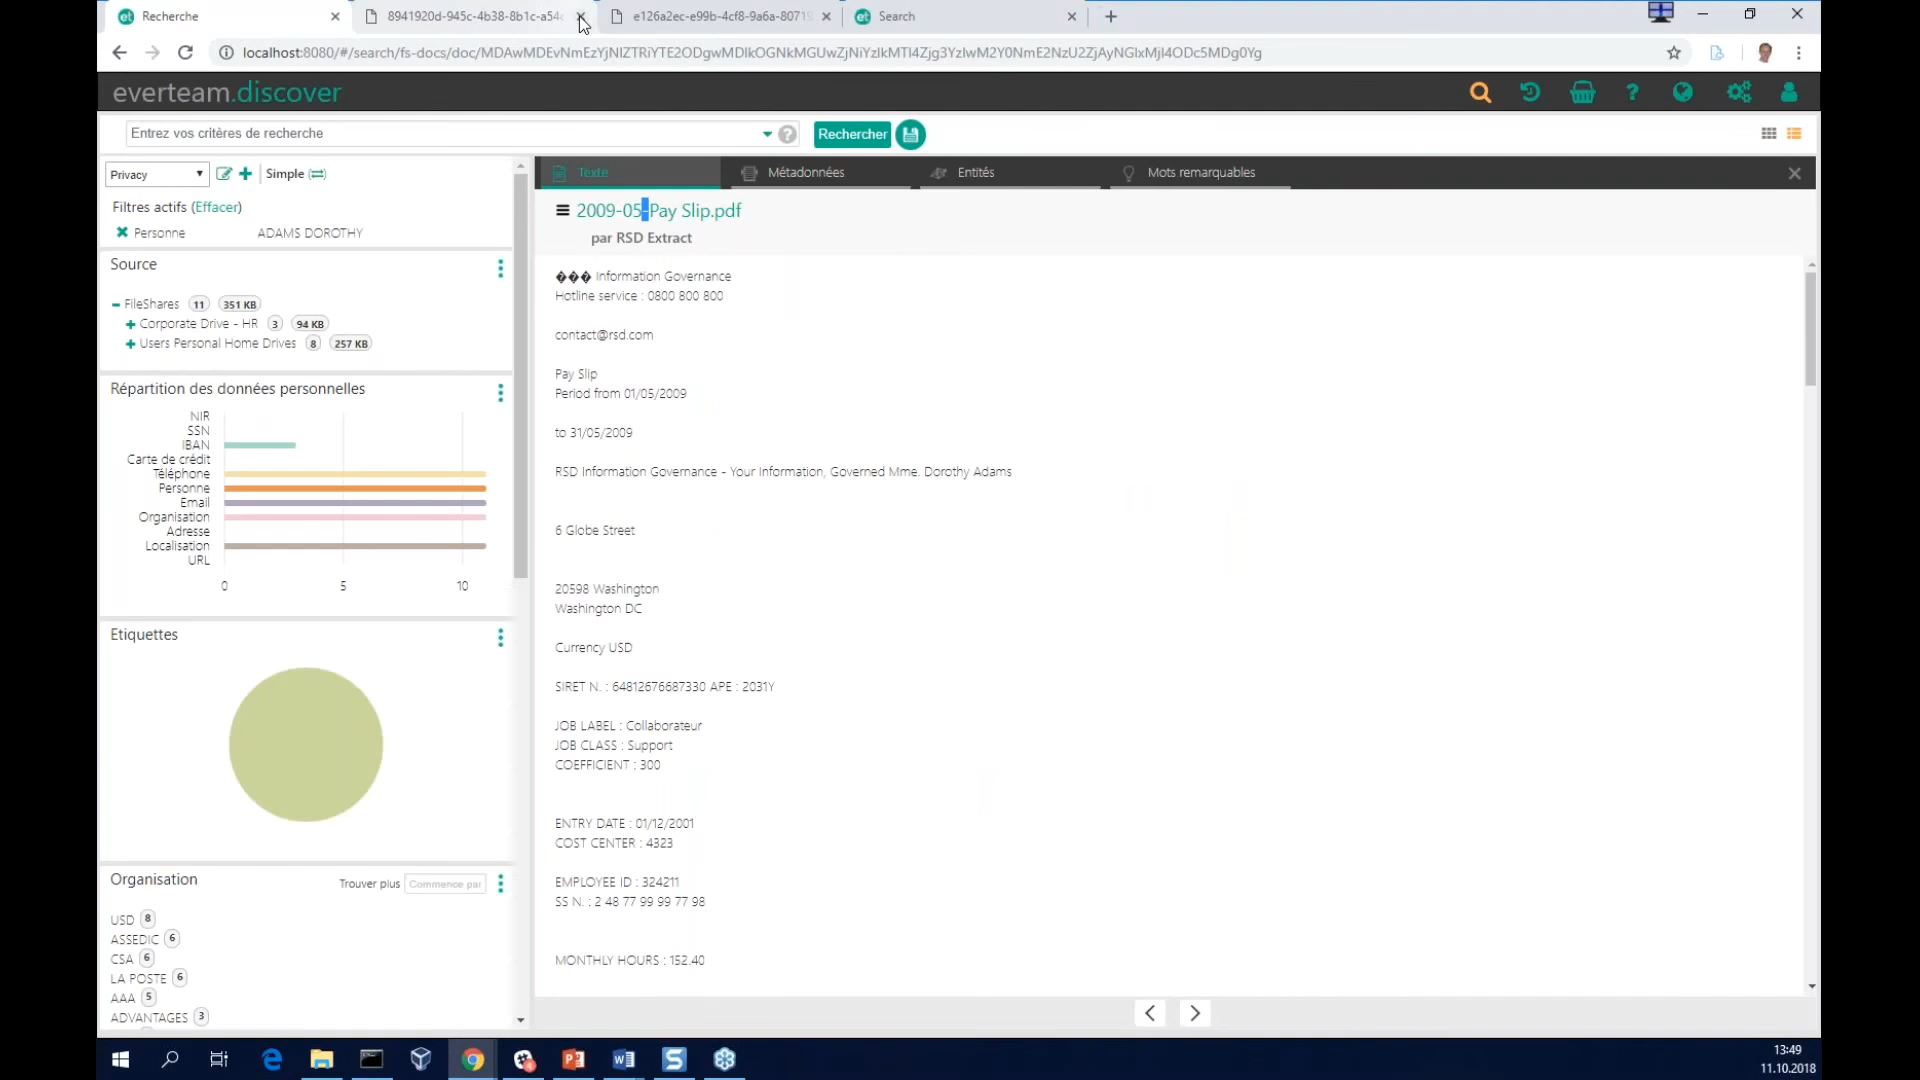 Recherche
8941920d-945c-4b38-8b1c-a54c
e126a2ec-e99b-4cf8-9a6a-80719
Search
localhost:8080/#/search/fs-docs/doc/
everteam.discover
Entrez vos critères de recherche
Rechercher
Privacy
Simple
Filtres actifs (Effacer)
Personne ADAMS DOROTHY
Source
FileShares 11 351 KB
Corporate Drive - HR 3 94 KB
Users Personal Home Drives 8 257 KB
Répartition des données personnelles
NIR
SSN
IBAN
Carte de crédit
Téléphone
Personne
Email
Organisation
Adresse
Localisation
URL
0 5 10
Etiquettes
Organisation
Trouver plus
Commence par
USD 8
ASSEDIC 6
CSA 6
LA POSTE 6
AAA 5
ADVANTAGES 3
Texte
Métadonnées
Entités
Mots remarquables
2009-05-Pay Slip.pdf
par RSD Extract
��� Information Governance
Hotline service : 0800 800 800
contact@rsd.com
Pay Slip
Period from 01/05/2009
to 31/05/2009
RSD Information Governance - Your Information, Governed Mme. Dorothy Adams
6 Globe Street
20598 Washington
Washington DC
Currency USD
SIRET N. : 64812676687330 APE : 2031Y
JOB LABEL : Collaborateur
JOB CLASS : Support
COEFFICIENT : 300
ENTRY DATE : 01/12/2001
COST CENTER : 4323
EMPLOYEE ID : 324211
SS N. : 2 48 77 99 99 77 98
MONTHLY HOURS : 152.40
13:49
11.10.2018